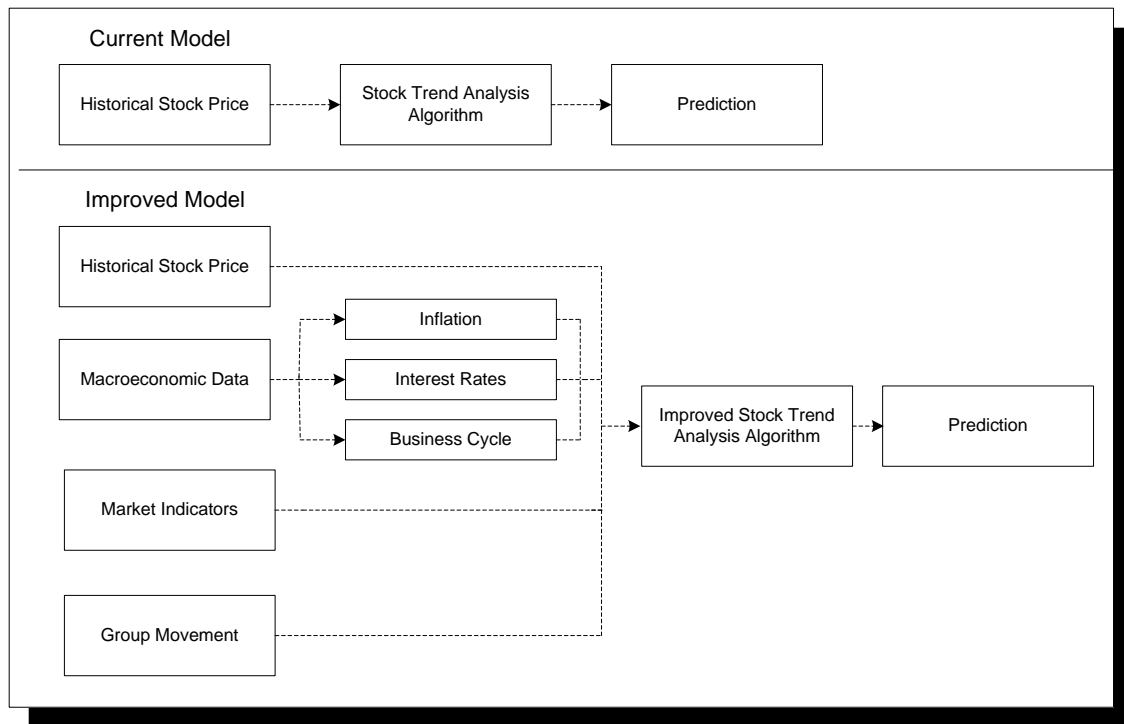 Current Model
Historical Stock Price
Stock Trend Analysis
Algorithm
Prediction
Improved Model
Historical Stock Price
Macroeconomic Data
Inflation
Interest Rates
Business Cycle
Market Indicators
Group Movement
Improved Stock Trend
Analysis Algorithm
Prediction